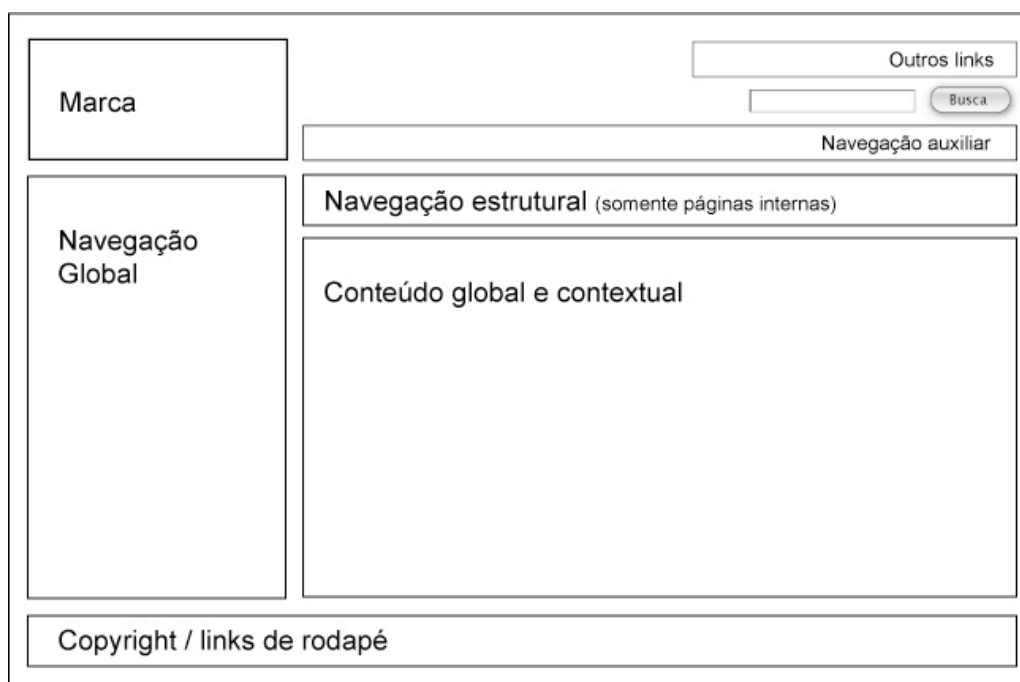 Marca
Outros links
Busca
Navegação auxiliar
Navegação estrutural (somente páginas internas)
Navegação
Global
Conteúdo global e contextual
Copyright / links de rodapé